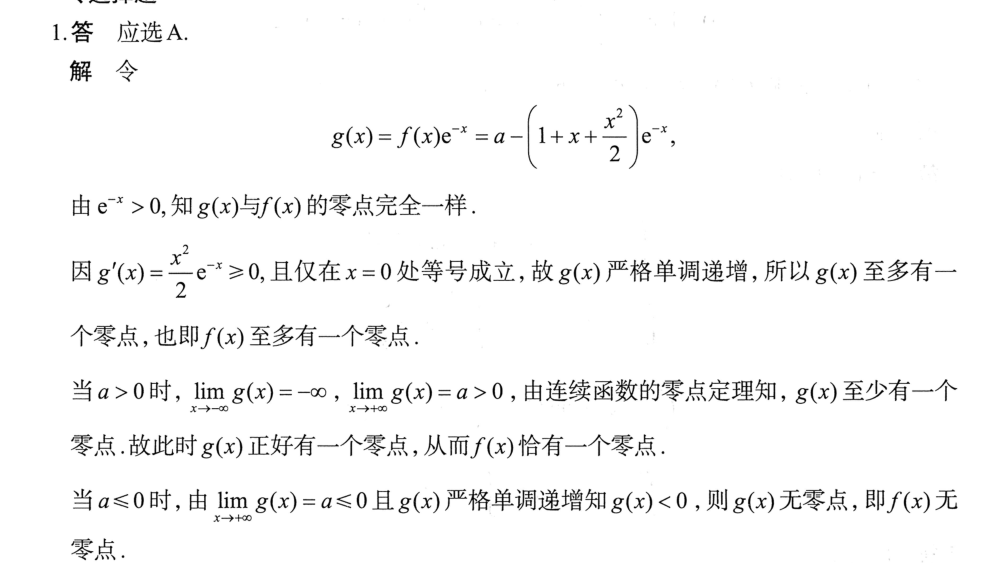 1.答 应选A.
解 令
g(x) = f(x)e^{-x} = a − (1 + x + x²/2)e^{-x},
由 e^{-x} > 0, 知 g(x)与f(x) 的零点完全一样.
因 g′(x) = x²/2 e^{-x} ≥ 0, 且仅在 x = 0 处等号成立, 故 g(x) 严格单调递增, 所以 g(x) 至多有一
个零点, 也即 f(x) 至多有一个零点.
当 a > 0 时, lim_{x→−∞} g(x) = −∞, lim_{x→+∞} g(x) = a > 0, 由连续函数的零点定理知, g(x) 至少有一个
零点.故此时 g(x) 正好有一个零点, 从而 f(x) 恰有一个零点.
当 a ≤ 0 时, 由 lim_{x→+∞} g(x) = a ≤ 0 且 g(x) 严格单调递增知 g(x) < 0, 则 g(x) 无零点, 即 f(x) 无
零点.